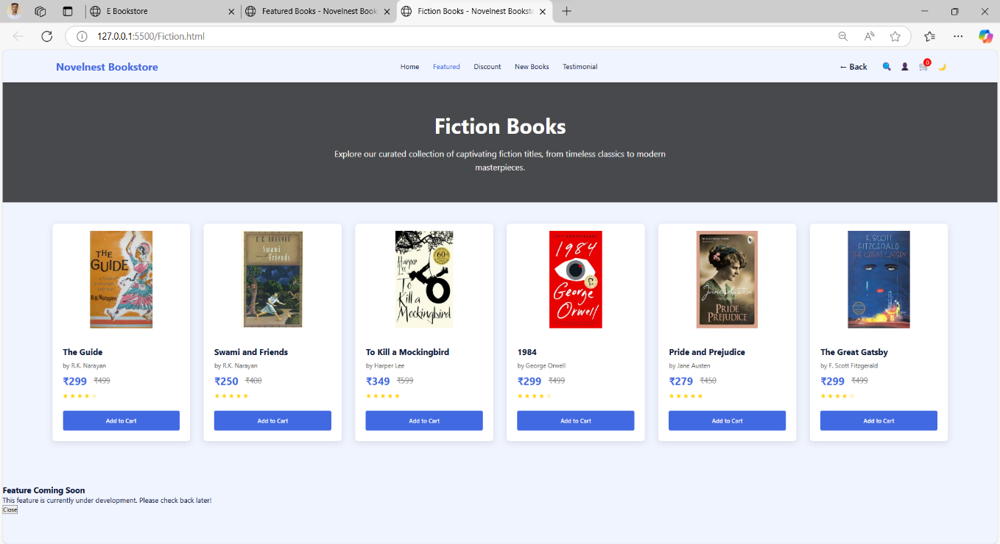 E Bookstore
Featured Books - Novelnest Book
Fiction Books - Novelnest Bookst
127.0.0.1:5500/Fiction.html
Novelnest Bookstore
Home Featured Discount New Books Testimonial
← Back
0
Fiction Books
Explore our curated collection of captivating fiction titles, from timeless classics to modern
masterpieces.
THE
GUIDE
R.K. Narayan
R. K. NARAYAN
Swami
and Friends
Harper
Lee
60
To
Kill a
Mockingbird
1984
George
Orwell
Jane Austen
PRIDE
PREJUDICE
F. SCOTT
FITZGERALD
THE GREAT GATSBY
The Guide
by R.K. Narayan
₹299 ₹499
Add to Cart
Swami and Friends
by R.K. Narayan
₹250 ₹400
Add to Cart
To Kill a Mockingbird
by Harper Lee
₹349 ₹599
Add to Cart
1984
by George Orwell
₹299 ₹499
Add to Cart
Pride and Prejudice
by Jane Austen
₹279 ₹450
Add to Cart
The Great Gatsby
by F. Scott Fitzgerald
₹299 ₹499
Add to Cart
Feature Coming Soon
This feature is currently under development. Please check back later!
Close